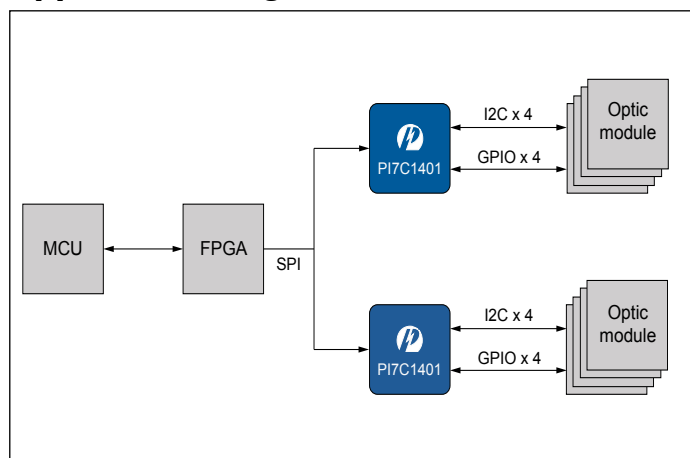 I2C x 4
Optic
module
PI7C1401
GPIO x 4
MCU
FPGA
SPI
I2C x 4
Optic
module
PI7C1401
GPIO x 4